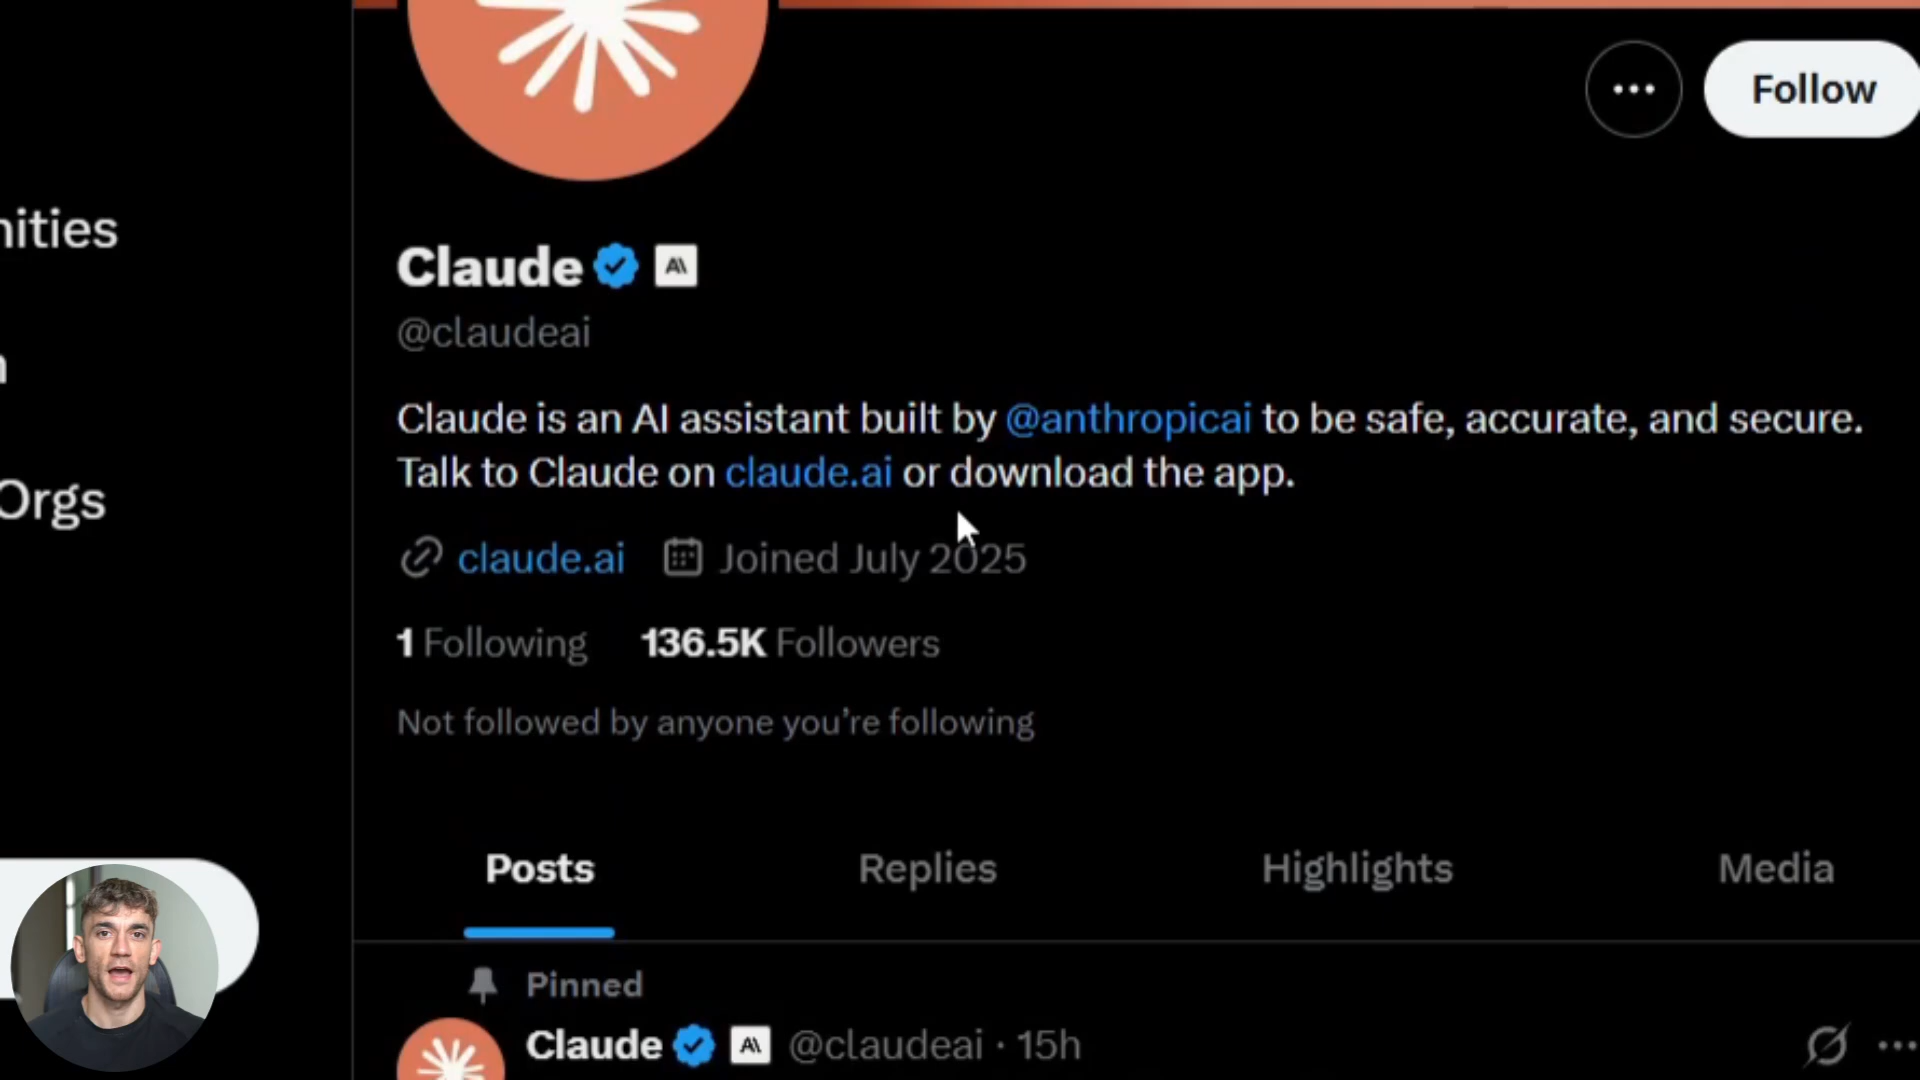 Follow
Claude
@claudeai
Claude is an AI assistant built by @anthropicai to be safe, accurate, and secure.
Talk to Claude on claude.ai or download the app.
claude.ai Joined July 2025
1 Following 136.5K Followers
Not followed by anyone you're following
Posts Replies Highlights Media
Pinned
Claude @claudeai · 15h
nities
Orgs